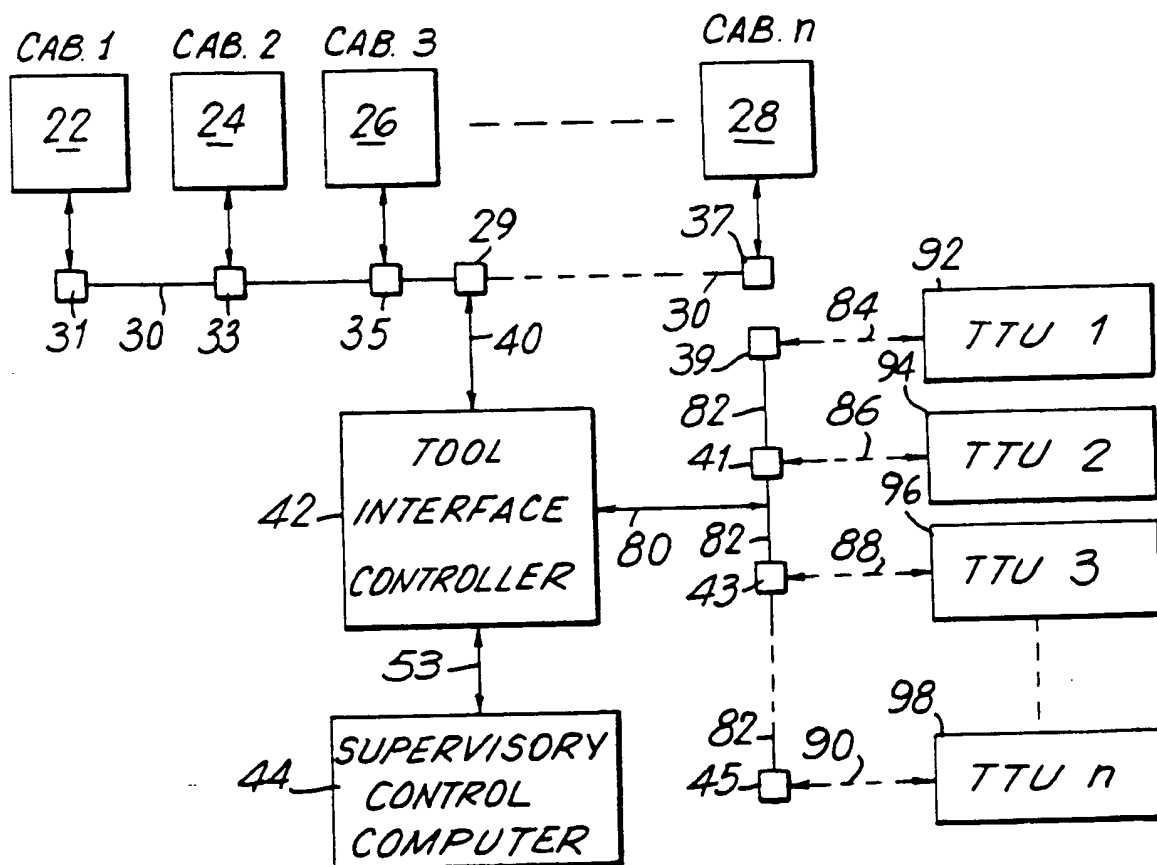 CAB. 1 CAB. 2 CAB. 3 CAB. n
22 24 26 28
29 37
31 30 33 35 40 30
92
84 TTU 1
39
94
82 86 TTU 2
41
TOOL
INTERFACE
CONTROLLER
42
80
96
82 88 TTU 3
43
53
98
82 90 TTU n
45
SUPERVISORY
CONTROL
COMPUTER
44